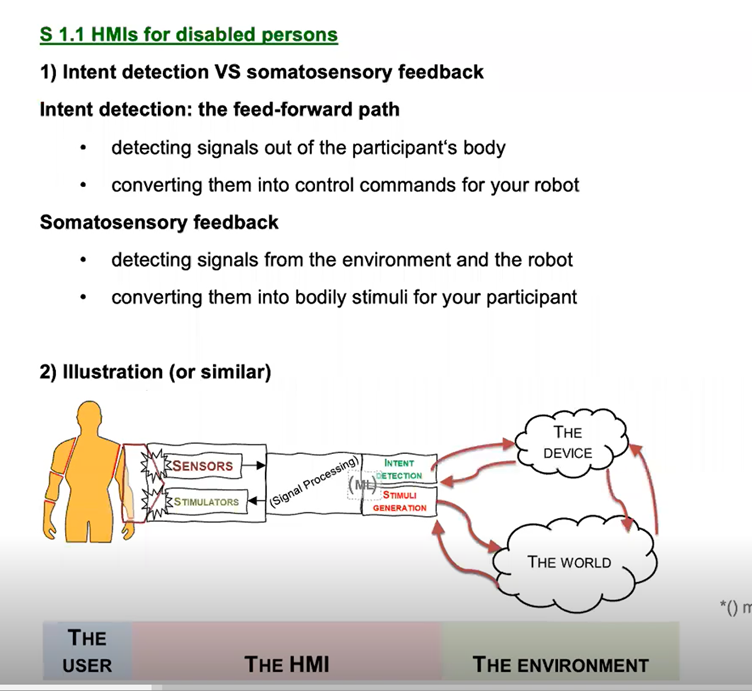 S 1.1 HMIs for disabled persons
1) Intent detection VS somatosensory feedback
Intent detection: the feed-forward path
• detecting signals out of the participant's body
• converting them into control commands for your robot
Somatosensory feedback
• detecting signals from the environment and the robot
• converting them into bodily stimuli for your participant
2) Illustration (or similar)
SENSORS
STIMULATORS
(Signal Processing)
(ML)
INTENT
DETECTION
STIMULI
GENERATION
THE
DEVICE
THE WORLD
*()
THE
USER
THE HMI
THE ENVIRONMENT